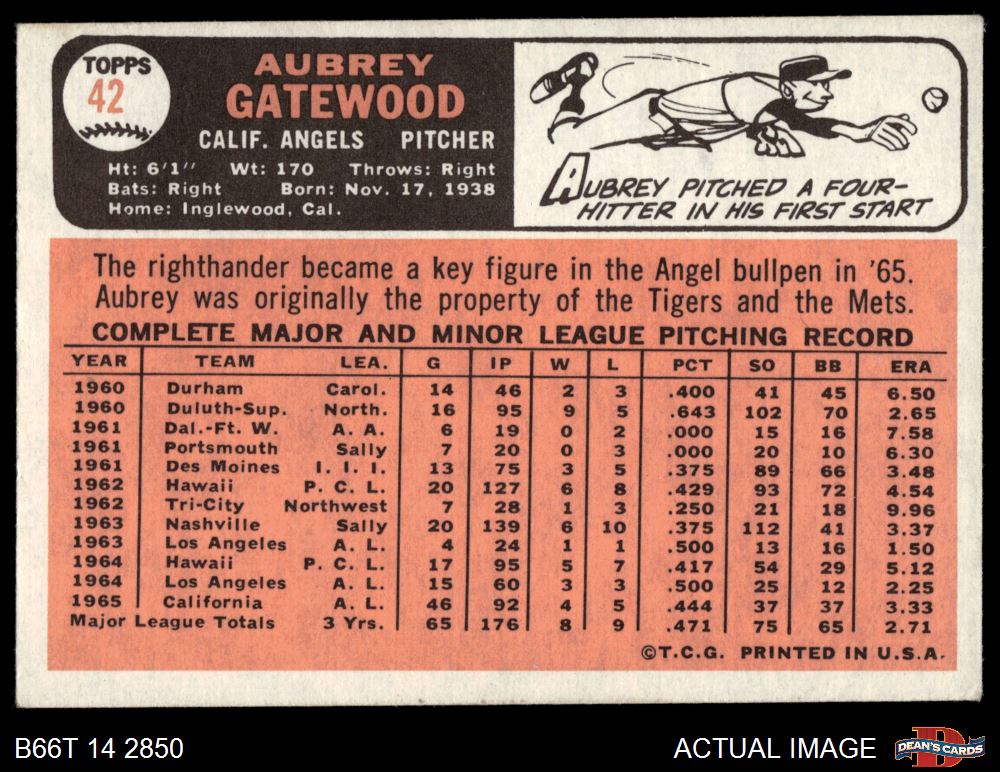 TOPPS
42
AUBREY
GATEWOOD
CALIF. ANGELS PITCHER
Ht: 6'1" Wt: 170 Throws: Right
Bats: Right Born: Nov. 17, 1938
Home: Inglewood, Cal.
AUBREY PITCHED A FOUR-
HITTER IN HIS FIRST START
The righthander became a key figure in the Angel bullpen in '65.
Aubrey was originally the property of the Tigers and the Mets.
COMPLETE MAJOR AND MINOR LEAGUE PITCHING RECORD
YEAR TEAM LEA. G IP W L PCT SO BB ERA
1960 Durham Carol. 14 46 2 3 .400 41 45 6.50
1960 Duluth-Sup. North. 16 95 9 5 .643 102 70 2.65
1961 Dal.-Ft. W. A. A. 6 19 0 2 .000 15 16 7.58
1961 Portsmouth Sally 7 20 0 3 .000 20 10 6.30
1961 Des Moines I. I. I. 13 75 3 5 .375 89 66 3.48
1962 Hawaii P. C. L. 20 127 6 8 .429 93 72 4.54
1962 Tri-City Northwest 7 28 1 3 .250 21 18 9.96
1963 Nashville Sally 20 139 6 10 .375 112 41 3.37
1963 Los Angeles A. L. 4 24 1 1 .500 13 16 1.50
1964 Hawaii P. C. L. 17 95 5 7 .417 54 29 5.12
1964 Los Angeles A. L. 15 60 3 3 .500 25 12 2.25
1965 California A. L. 46 92 4 5 .444 37 37 3.33
Major League Totals 3 Yrs. 65 176 8 9 .471 75 65 2.71
©T.C.G. PRINTED IN U.S.A.
B66T 14 2850
ACTUAL IMAGE
DEAN'S CARDS